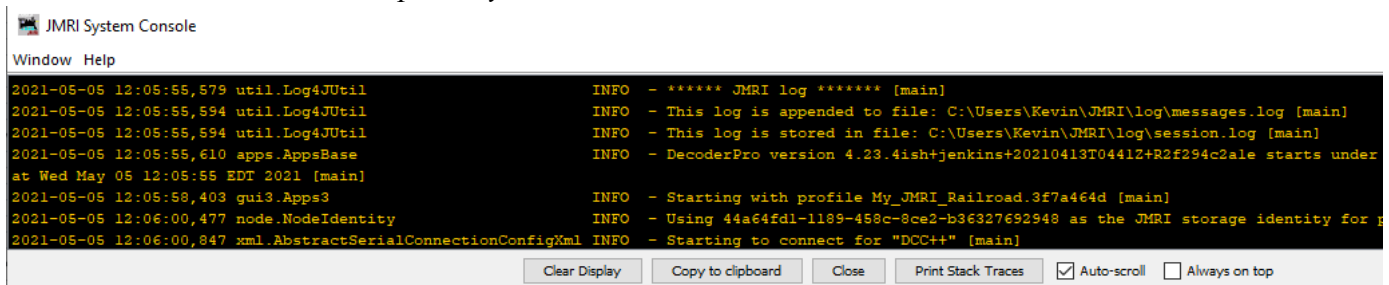 JMRI System Console
Window Help
2021-05-05 12:05:55,579 util.Log4JUtil INFO - ****** JMRI log ******* [main]
2021-05-05 12:05:55,594 util.Log4JUtil INFO - This log is appended to file: C:\Users\Kevin\JMRI\log\messages.log [main]
2021-05-05 12:05:55,594 util.Log4JUtil INFO - This log is stored in file: C:\Users\Kevin\JMRI\log\session.log [main]
2021-05-05 12:05:55,610 apps.AppsBase INFO - DecoderPro version 4.23.4ish+jenkins+20210413T0441Z+R2f294c2a1e starts under
at Wed May 05 12:05:55 EDT 2021 [main]
2021-05-05 12:05:58,403 gui3.Apps3 INFO - Starting with profile My_JMRI_Railroad.3f7a464d [main]
2021-05-05 12:06:00,477 node.NodeIdentity INFO - Using 44a64fd1-1189-458c-8ce2-b36327692948 as the JMRI storage identity for p
2021-05-05 12:06:00,847 xml.AbstractSerialConnectionConfigXml INFO - Starting to connect for "DCC++" [main]
Clear Display Copy to clipboard Close Print Stack Traces Auto-scroll Always on top